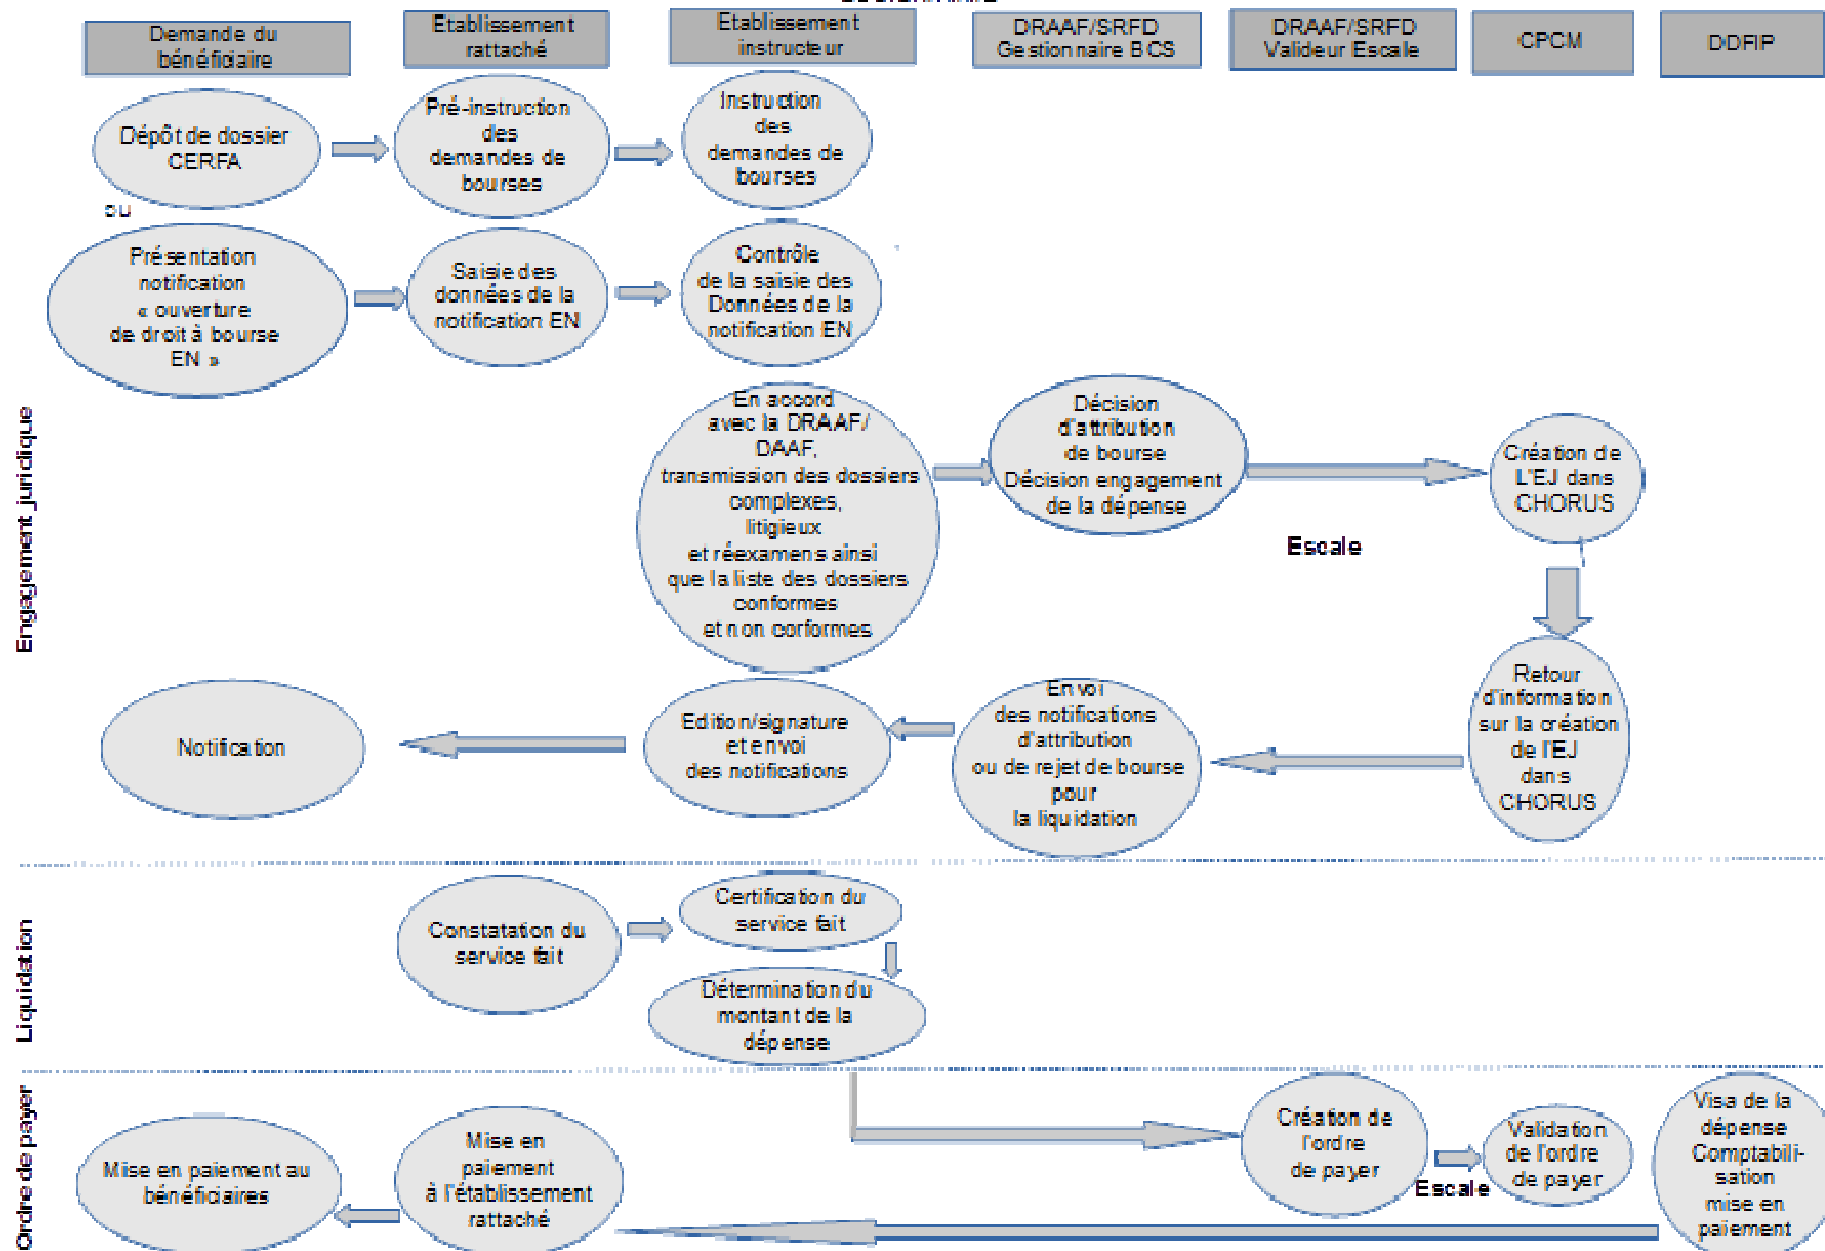 Demande du
bénéficiaire
Etablissement
rattaché
Etablissement
instructeur
DRAAF/SRFD
Gestionnaire BCS
DRAAF/SRFD
Valideur Escale
CPCM
DDFIP
Engagement juridique
Dépôt de dossier
CERFA
Pré-instruction
des
demandes de
bourses
Instruction
des
demandes de
bourses
ou
Présentation
notification
« ouverture
de droit à bourse
EN »
Saisie des
données de la
notification EN
Contrôle
de la saisie des
Données de la
notification EN
En accord
avec la DRAAF/
DAAF,
transmission des dossiers
complexes,
litigieux
et réexamens ainsi
que la liste des dossiers
conformes
et non conformes
Décision
d'attribution
de bourse
Décision engagement
de la dépense
Escale
Création de
L'EJ dans
CHORUS
Retour
d'information
sur la création
de l'EJ
dans
CHORUS
En voi
des notifications
d'attribution
ou de rejet de bourse
pour
la liquidation
Edition/signature
et envoi
des notifications
Notification
Liquidation
Constatation du
service fait
Certification du
service fait
Détermination du
montant de la
dépense
Ordre de payer
Création de
l'ordre
de payer
Escale
Validation
de l'ordre
de payer
Visa de la
dépense
Comptabili-
sation
mise en
paiement
Mise en
paiement
à l'établissement
rattaché
Mise en paiement au
bénéficiaires